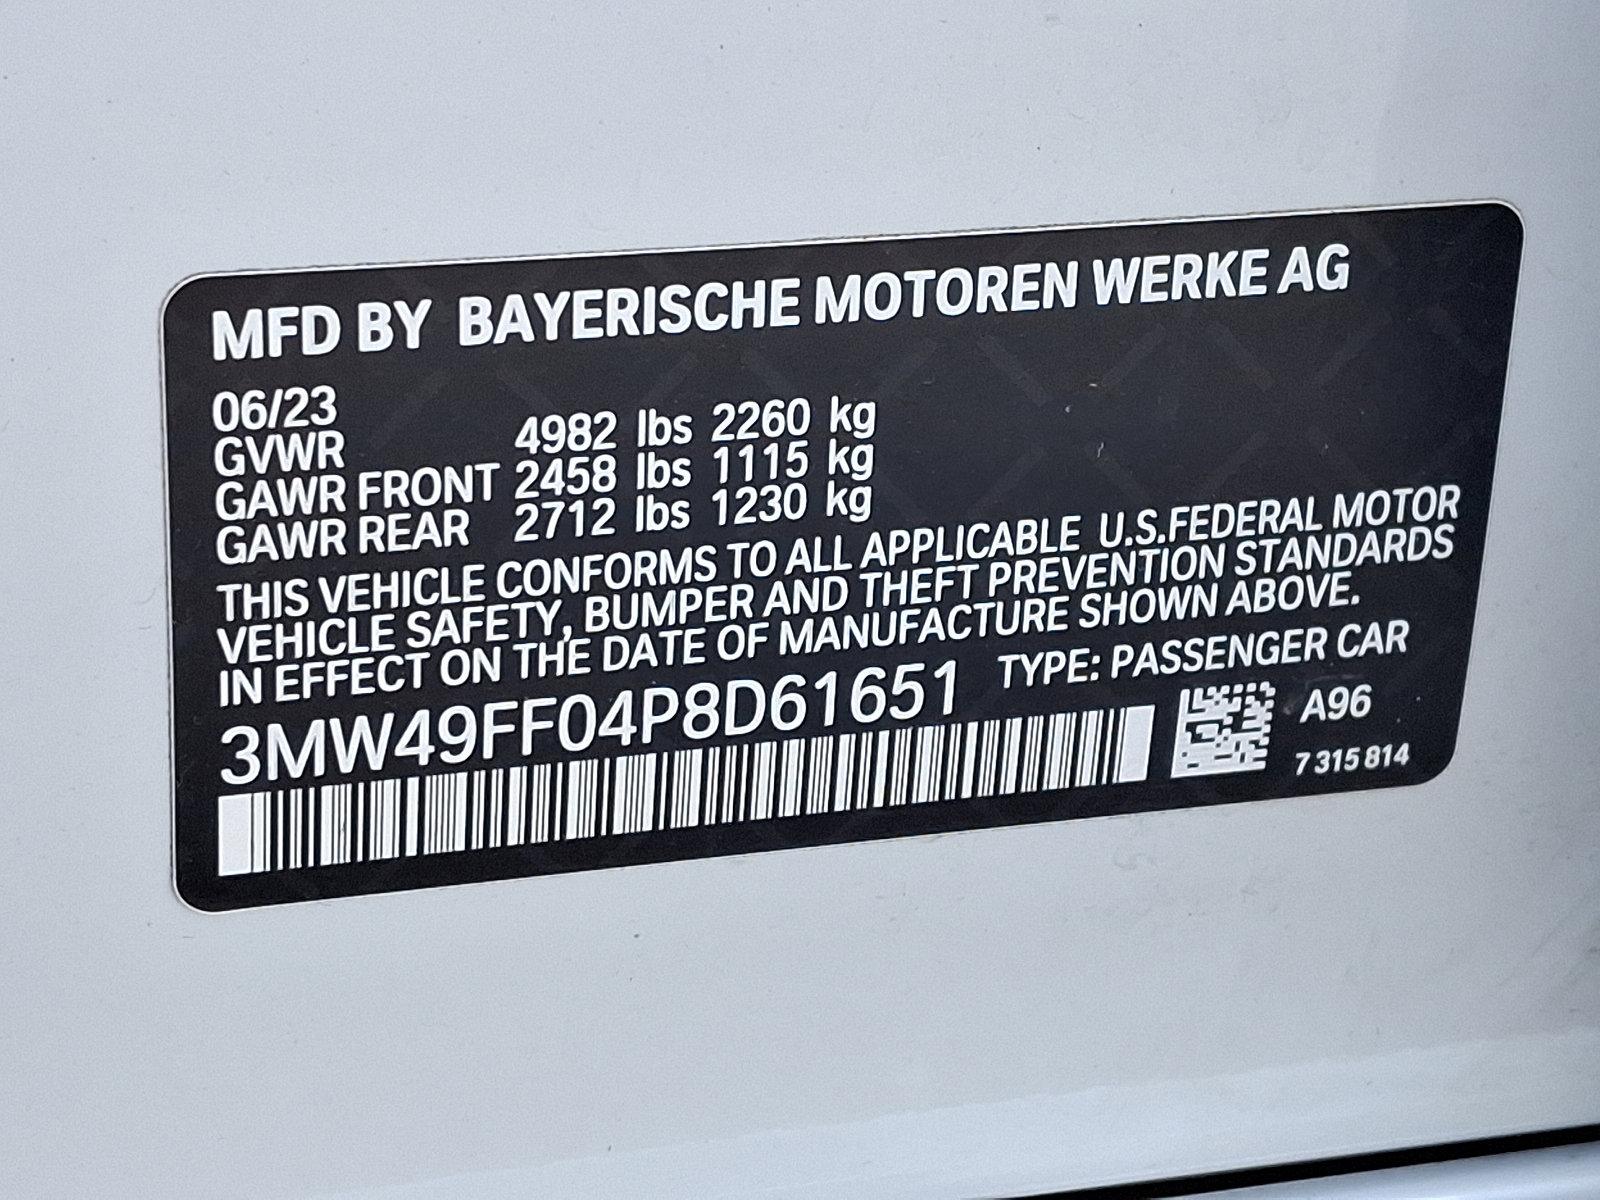 MFD BY BAYERISCHE MOTOREN WERKE AG
06/23
GVWR 4982 lbs 2260 kg
GAWR FRONT 2458 lbs 1115 kg
GAWR REAR 2712 lbs 1230 kg
THIS VEHICLE CONFORMS TO ALL APPLICABLE U.S.FEDERAL MOTOR
VEHICLE SAFETY, BUMPER AND THEFT PREVENTION STANDARDS
IN EFFECT ON THE DATE OF MANUFACTURE SHOWN ABOVE.
3MW49FF04P8D61651 TYPE: PASSENGER CAR
A96
7 315 814